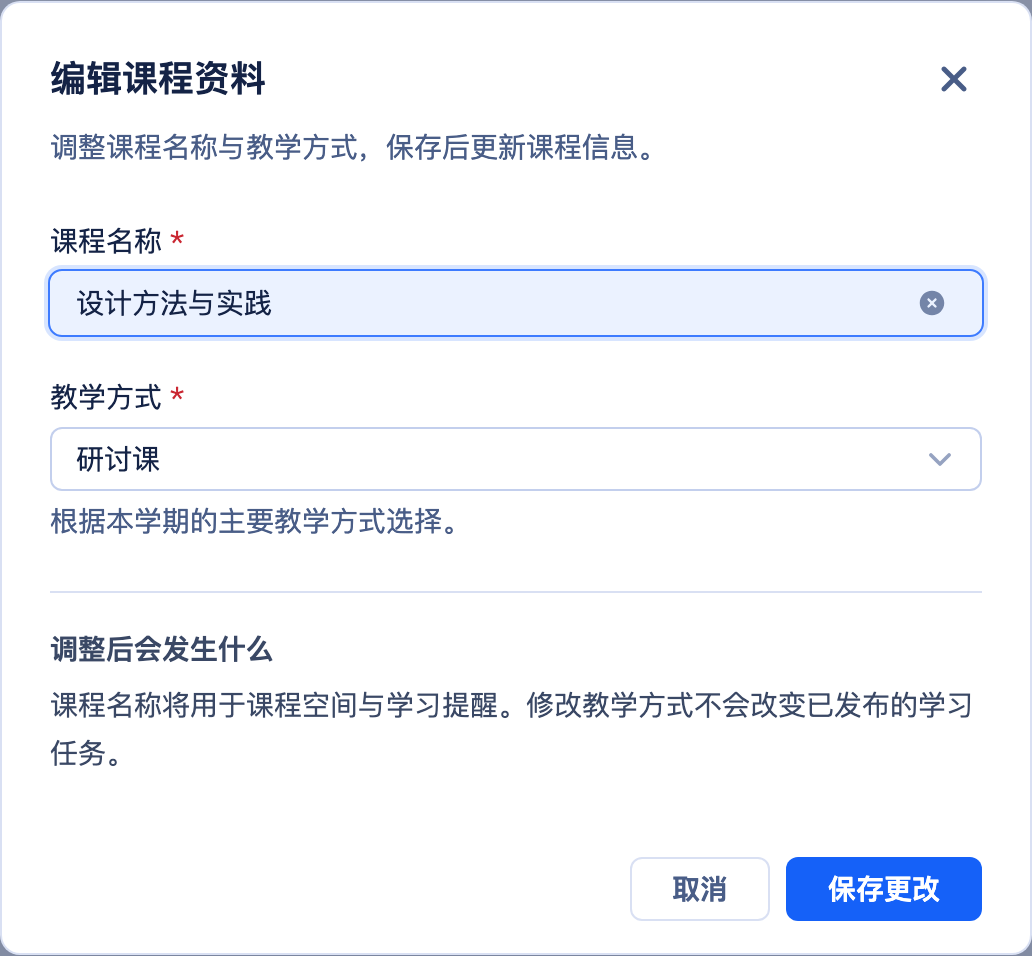 编辑课程资料
调整课程名称与教学方式，保存后更新课程信息。
课程名称 *
设计方法与实践
教学方式 *
研讨课
根据本学期的主要教学方式选择。
调整后会发生什么
课程名称将用于课程空间与学习提醒。修改教学方式不会改变已发布的学习
任务。
取消
保存更改